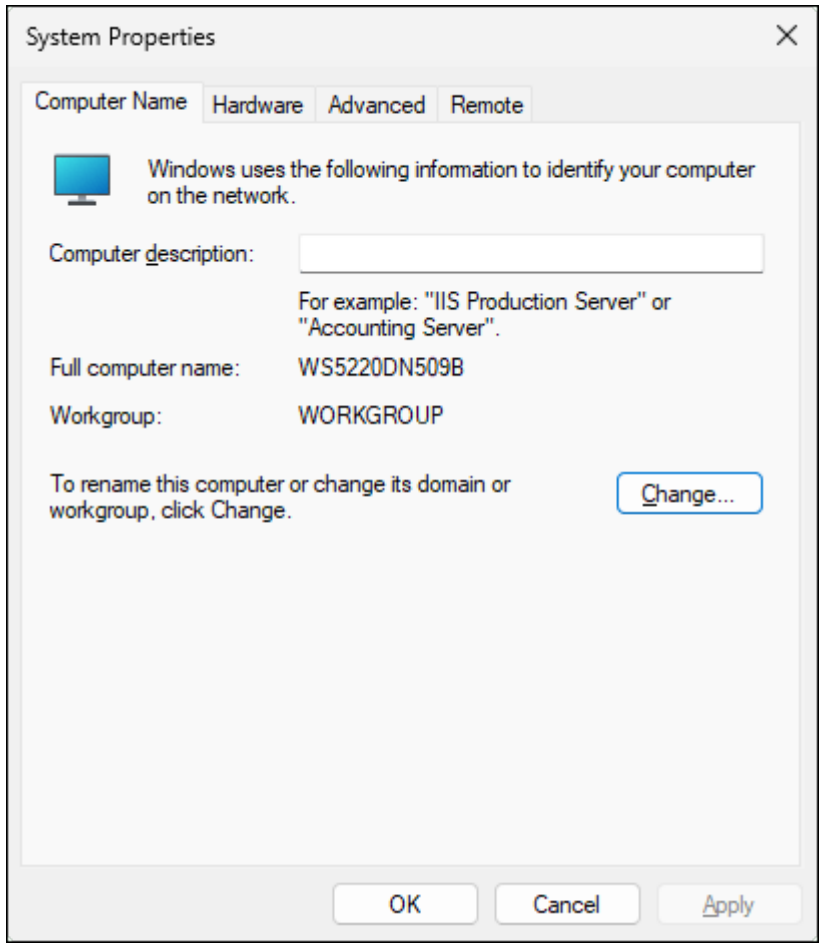 System Properties
Computer Name Hardware Advanced Remote
Windows uses the following information to identify your computer
on the network.
Computer description:
For example: "IIS Production Server" or
"Accounting Server".
Full computer name: WS5220DN509B
Workgroup: WORKGROUP
To rename this computer or change its domain or
workgroup, click Change.
Change...
OK Cancel Apply